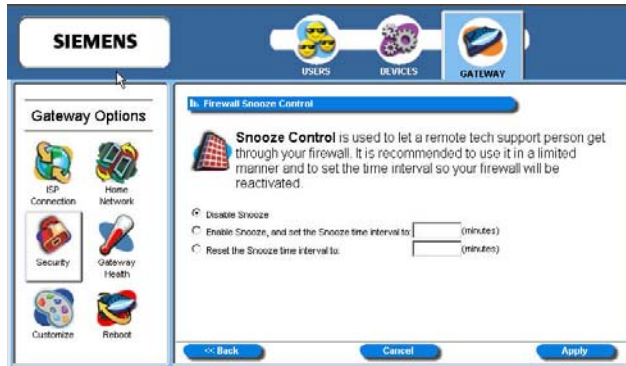 SIEMENS
USERS
DEVICES
GATEWAY
Gateway Options
ISP
Connection
Home
Network
Security
Gateway
Health
Customize
Reboot
b. Firewall Snooze Control
Snooze Control is used to let a remote tech support person get
through your firewall. It is recommended to use it in a limited
manner and to set the time interval so your firewall will be
reactivated.
Disable Snooze
Enable Snooze, and set the Snooze time interval to: (minutes)
Reset the Snooze time interval to: (minutes)
<< Back
Cancel
Apply